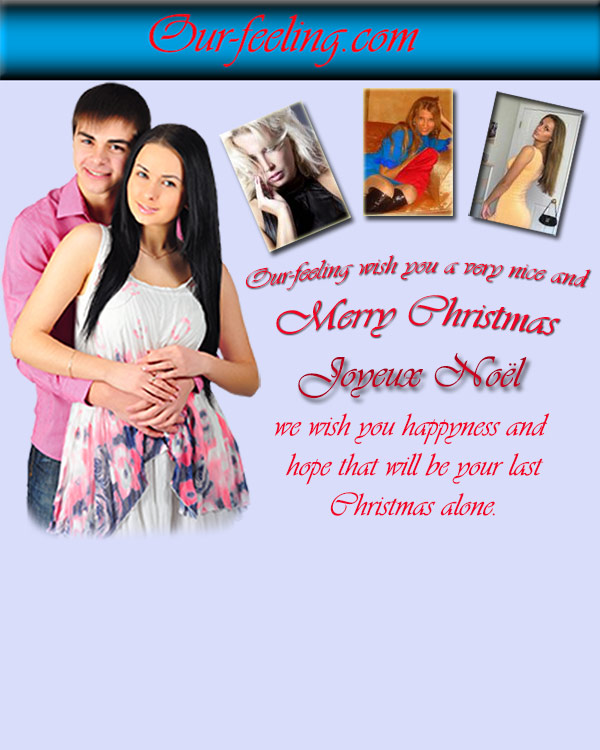 Our-feeling.com
Our-feeling wish you a very nice and
Merry Christmas
Joyeux Noël
we wish you happyness and
hope that will be your last
Christmas alone.